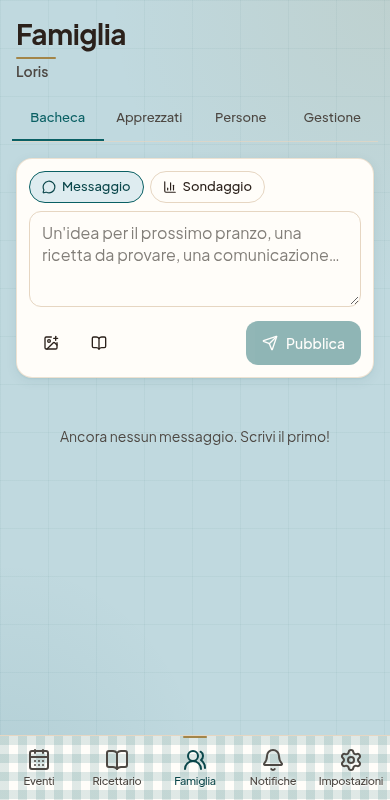 Famiglia
Loris
Bacheca Apprezzati Persone Gestione
Messaggio Sondaggio
Un'idea per il prossimo pranzo, una
ricetta da provare, una comunicazione…
Pubblica
Ancora nessun messaggio. Scrivi il primo!
Eventi Ricettario Famiglia Notifiche Impostazioni